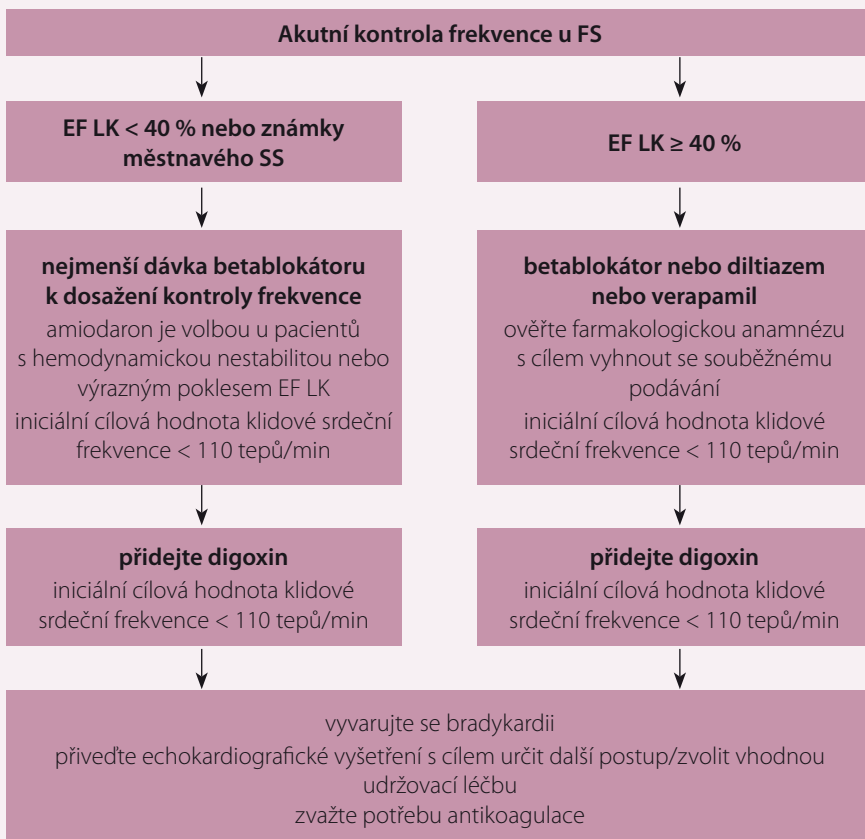 Akutní kontrola frekvence u FS
EF LK < 40 % nebo známky
městnavého SS
EF LK ≥ 40 %
nejmenší dávka betablokátoru
k dosažení kontroly frekvence
amiodaron je volbou u pacientů
s hemodynamickou nestabilitou nebo
výrazným poklesem EF LK
iniciální cílová hodnota klidové srdeční
frekvence < 110 tepů/min
betablokátor nebo diltiazem
nebo verapamil
ověřte farmakologickou anamnézu
s cílem vyhnout se souběžnému
podávání
iniciální cílová hodnota klidové
srdeční frekvence < 110 tepů/min
přidejte digoxin
iniciální cílová hodnota klidové
srdeční frekvence < 110 tepů/min
přidejte digoxin
iniciální cílová hodnota klidové
srdeční frekvence < 110 tepů/min
vyvarujte se bradykardii
přiveďte echokardiografické vyšetření s cílem určit další postup/zvolit vhodnou
udržovací léčbu
zvažte potřebu antikoagulace